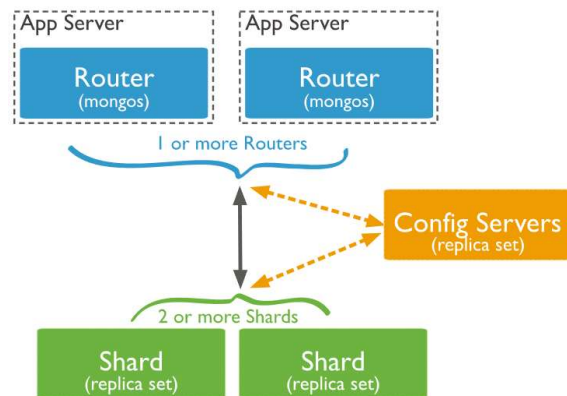 App Server
App Server
Router
(mongos)
Router
(mongos)
1 or more Routers
Config Servers
(replica set)
2 or more Shards
Shard
(replica set)
Shard
(replica set)